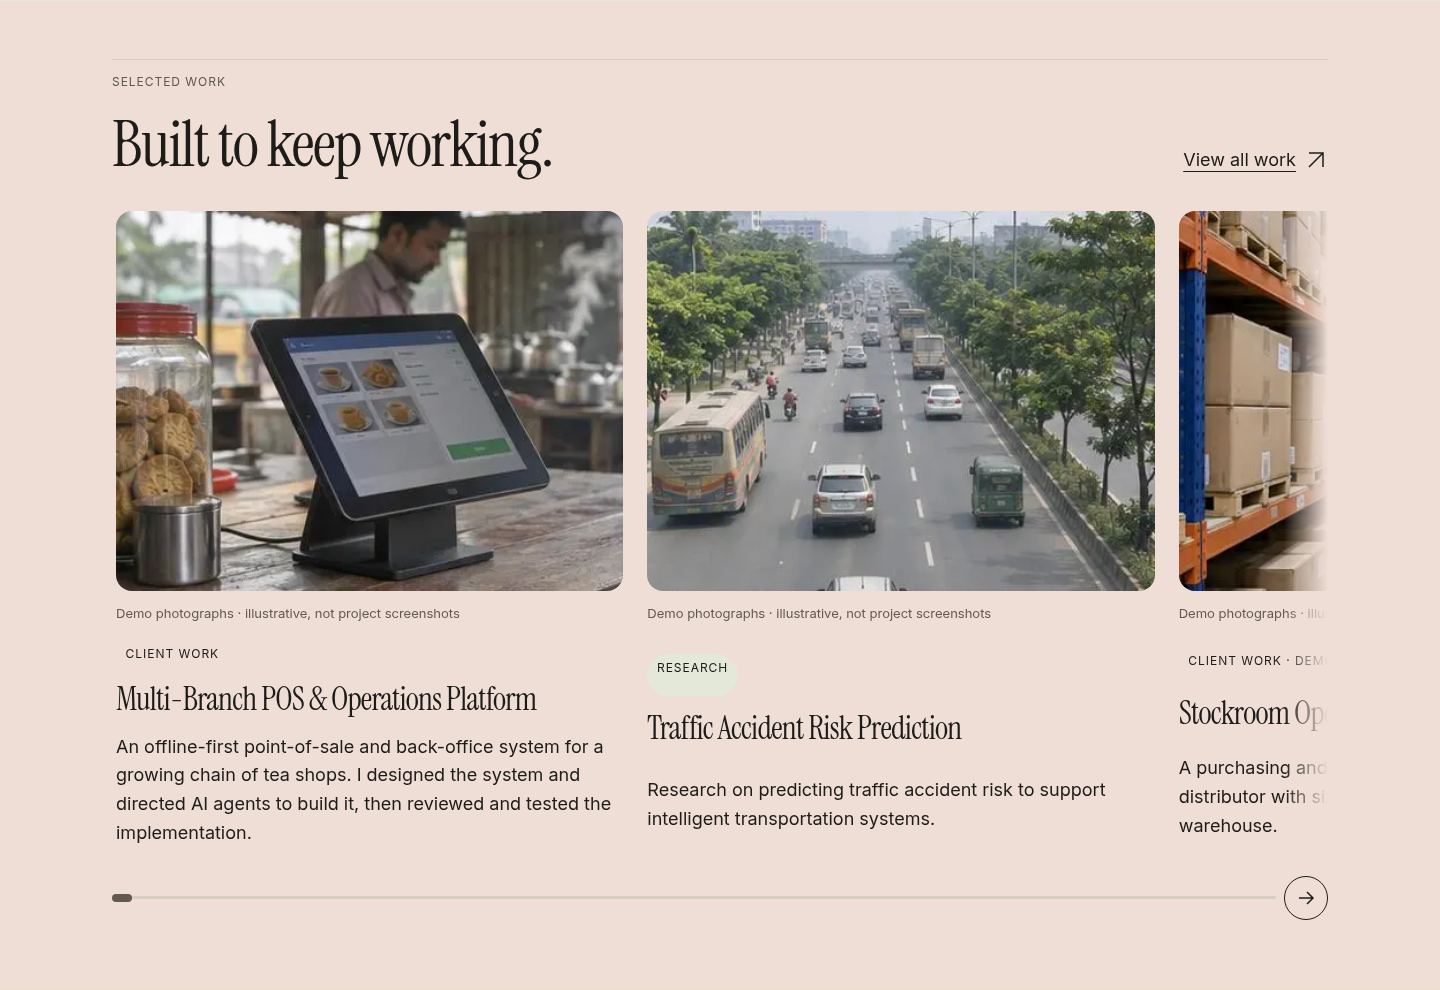 SELECTED WORK
Built to keep working.
View all work
Demo photographs · illustrative, not project screenshots
CLIENT WORK
Multi-Branch POS & Operations Platform
An offline-first point-of-sale and back-office system for a
growing chain of tea shops. I designed the system and
directed AI agents to build it, then reviewed and tested the
implementation.
Demo photographs · illustrative, not project screenshots
RESEARCH
Traffic Accident Risk Prediction
Research on predicting traffic accident risk to support
intelligent transportation systems.
Demo photographs ·
CLIENT WORK ·
Stockroom
A purchasing and
distributor with
warehouse.